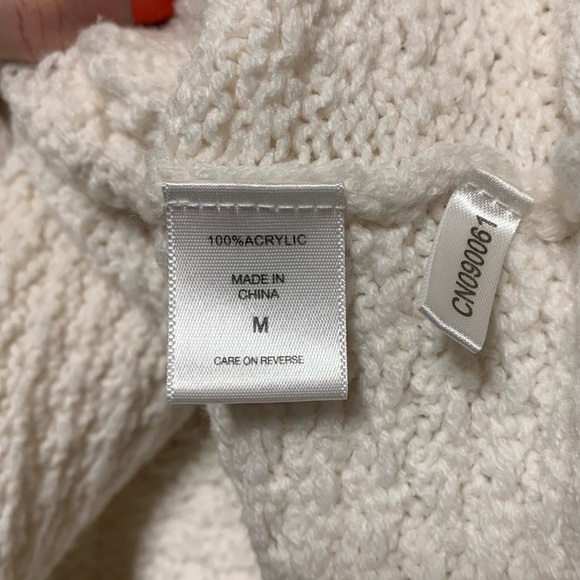 100%ACRYLIC
MADE IN
CHINA
M
CARE ON REVERSE
CN090061